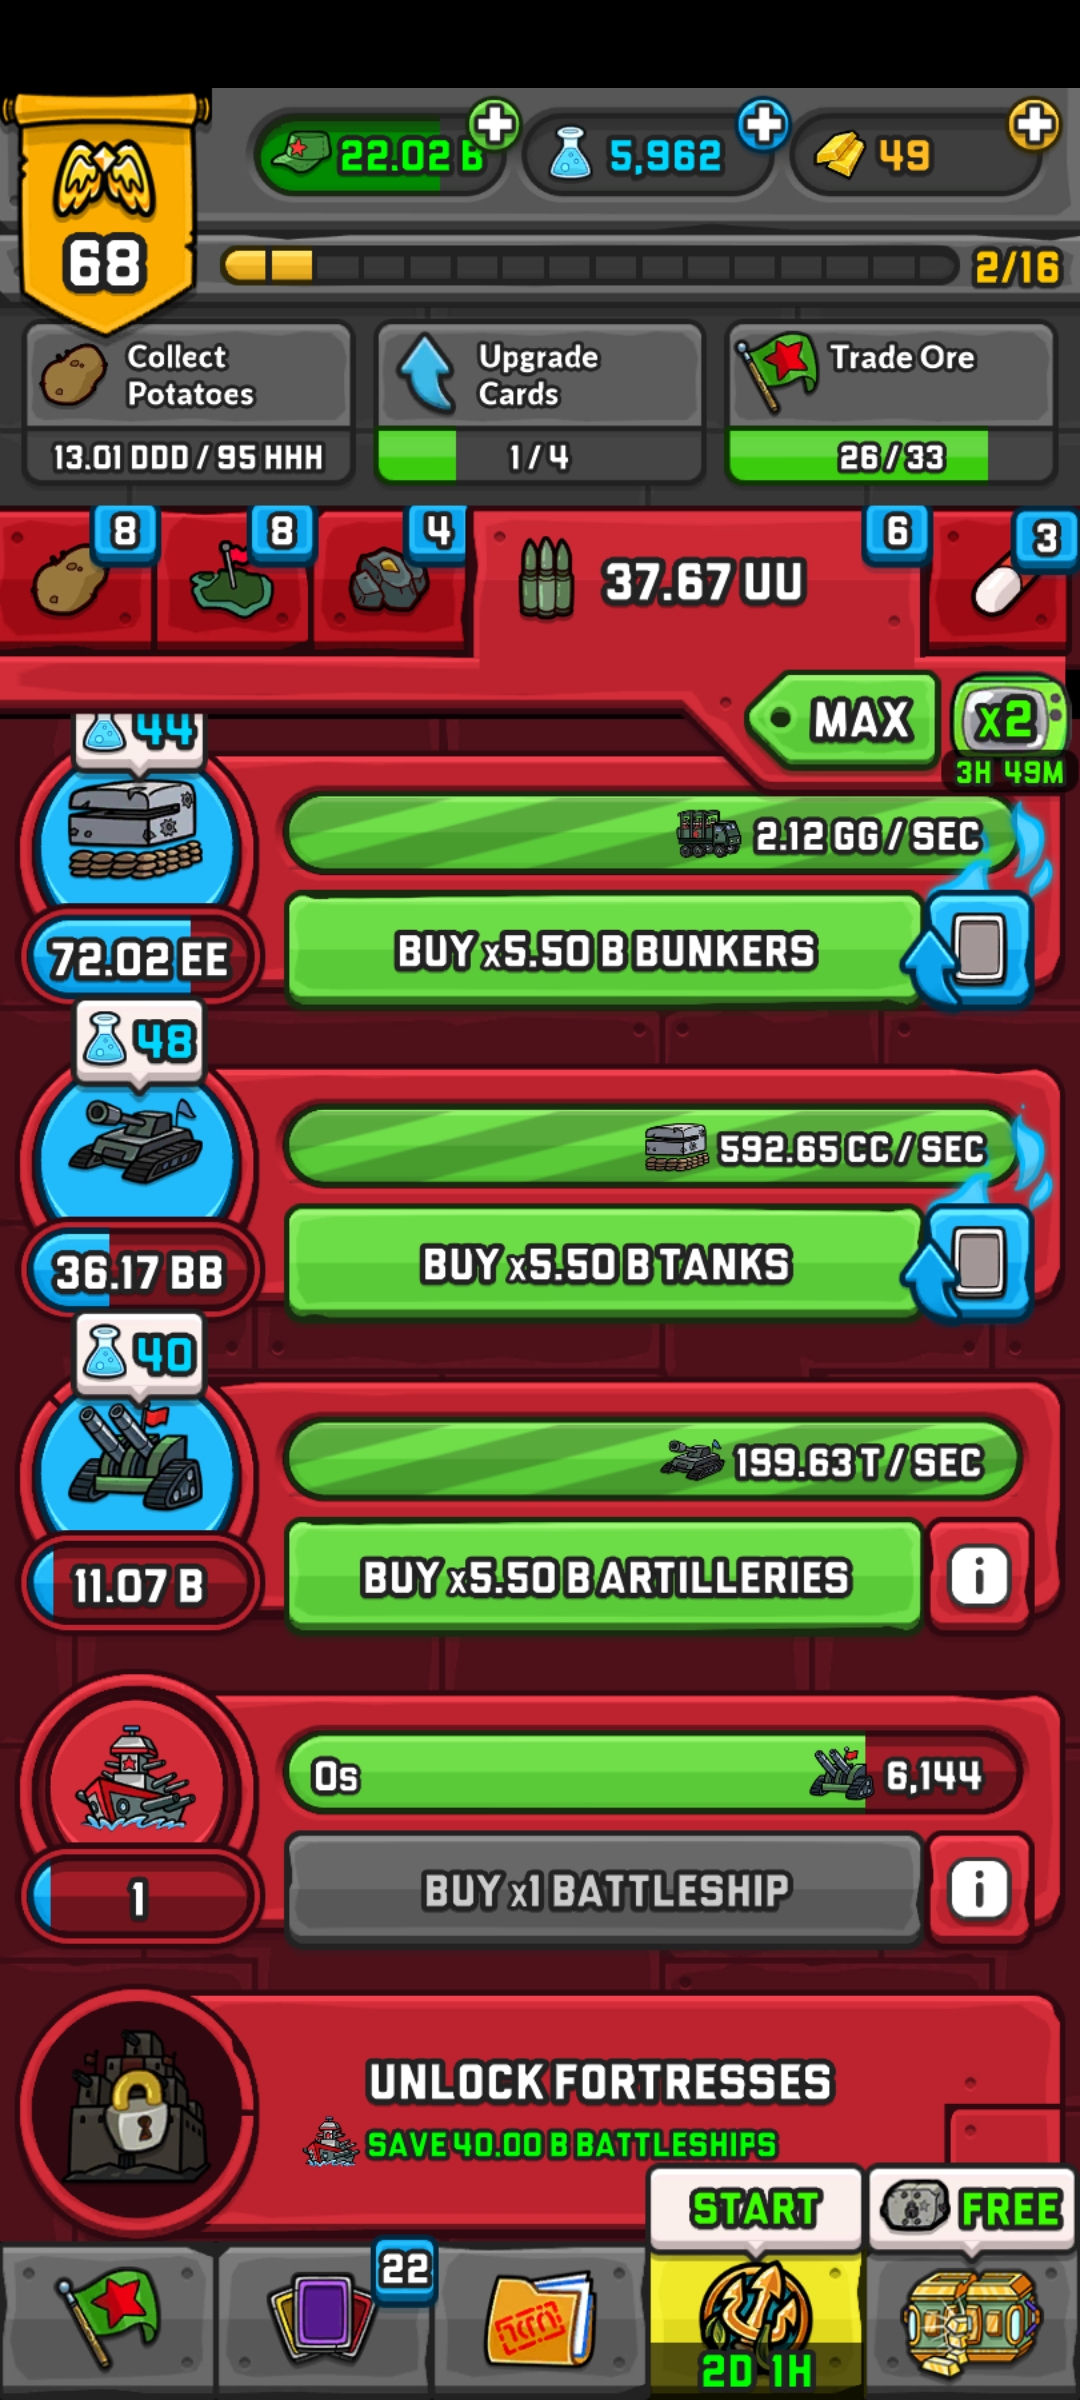 22.02 B
5,962
49
68
2/16
Collect
Potatoes
13.01 DDD / 95 HHH
Upgrade
Cards
1 / 4
Trade Ore
26 / 33
8
8
4
37.67 UU
6
3
MAX
x2
3H 49M
44
2.12 GG / SEC
72.02 EE
BUY x5.50 B BUNKERS
48
592.65 CC / SEC
36.17 BB
BUY x5.50 B TANKS
40
199.63 T / SEC
11.07 B
BUY x5.50 B ARTILLERIES
i
0s
6,144
1
BUY x1 BATTLESHIP
i
UNLOCK FORTRESSES
SAVE 40.00 B BATTLESHIPS
START
FREE
22
2D 1H